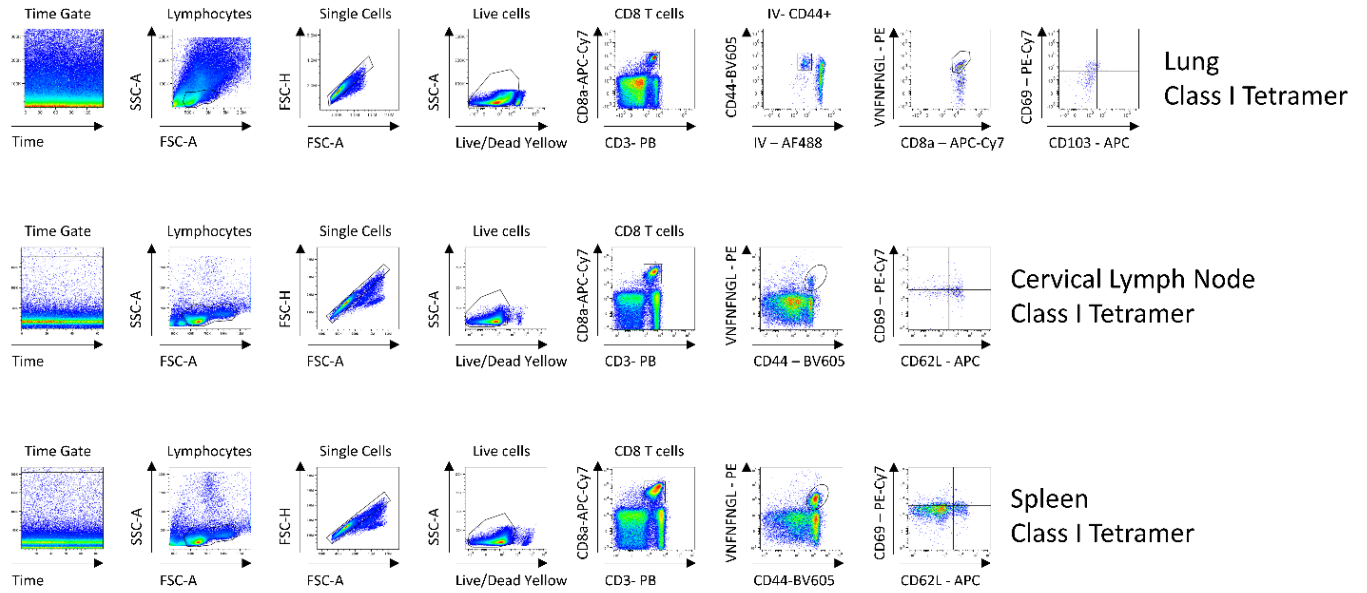 Time Gate
Lymphocytes
Single Cells
Live cells
CD8 T cells
IV- CD44+
SSC-A
FSC-H
SSC-A
CD8a-APC-Cy7
CD44-BV605
VNFNFNGL - PE
CD69 – PE-Cy7
Time
FSC-A
FSC-A
Live/Dead Yellow
CD3- PB
IV – AF488
CD8a – APC-Cy7
CD103 - APC
Lung
Class I Tetramer
Time Gate
Lymphocytes
Single Cells
Live cells
CD8 T cells
SSC-A
FSC-H
SSC-A
CD8a-APC-Cy7
VNFNFNGL - PE
CD69 – PE-Cy7
Time
FSC-A
FSC-A
Live/Dead Yellow
CD3- PB
CD44 – BV605
CD62L - APC
Cervical Lymph Node
Class I Tetramer
Time Gate
Lymphocytes
Single Cells
Live cells
CD8 T cells
SSC-A
FSC-H
SSC-A
CD8a-APC-Cy7
VNFNFNGL - PE
CD69 – PE-Cy7
Time
FSC-A
FSC-A
Live/Dead Yellow
CD3- PB
CD44-BV605
CD62L - APC
Spleen
Class I Tetramer